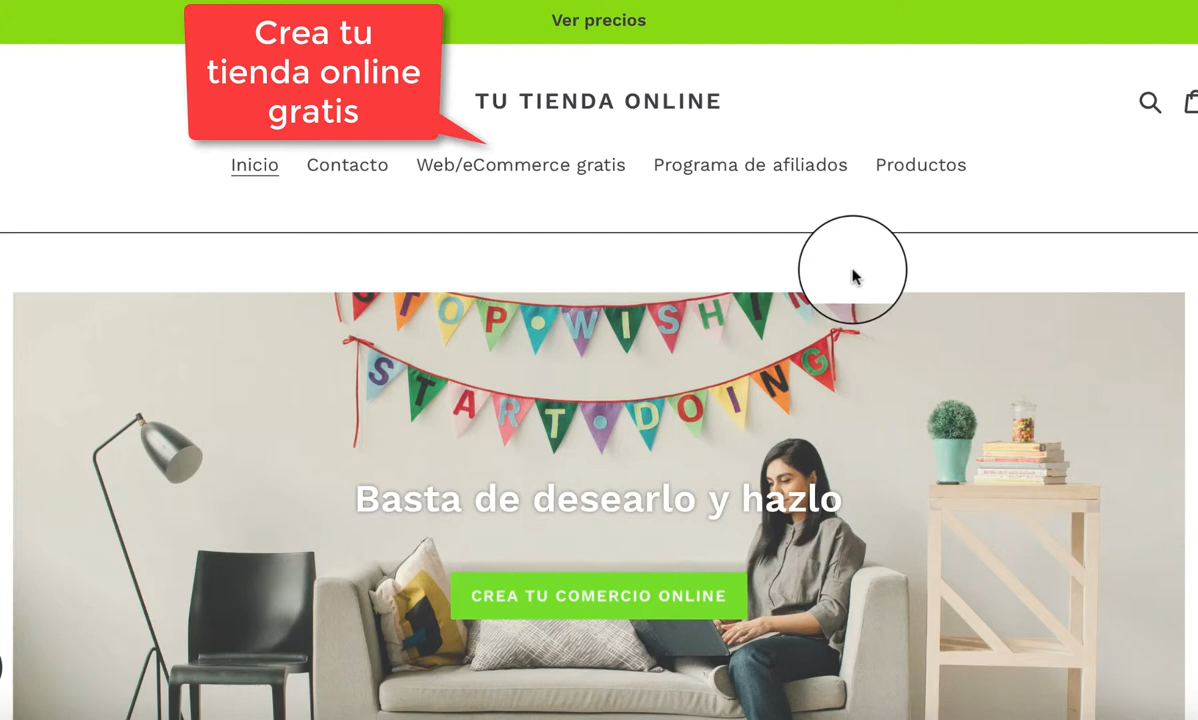 Ver precios
Crea tu
tienda online
gratis
TU TIENDA ONLINE
Inicio Contacto Web/eCommerce gratis Programa de afiliados Productos
STOP•WISHING
START•DOING
Basta de desearlo y hazlo
CREA TU COMERCIO ONLINE